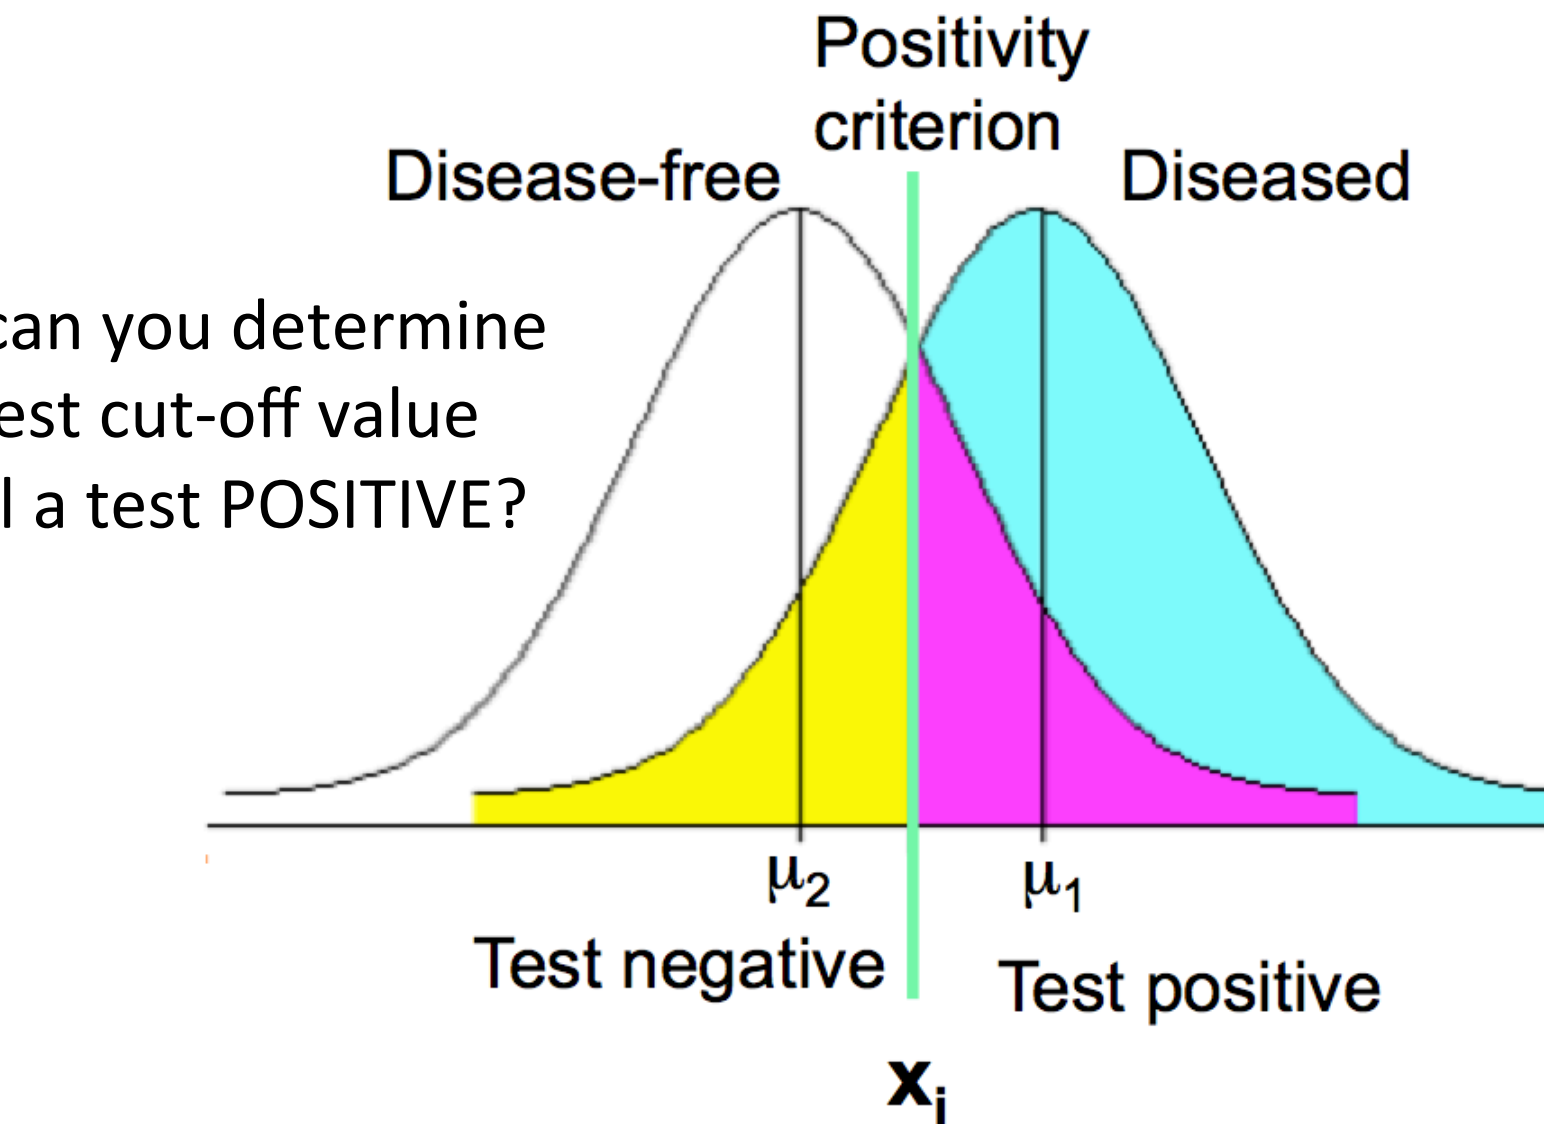 Positivity
criterion
Disease-free
Diseased
can you determine
est cut-off value
l a test POSITIVE?
μ2
μ1
Test negative
Test positive
xi